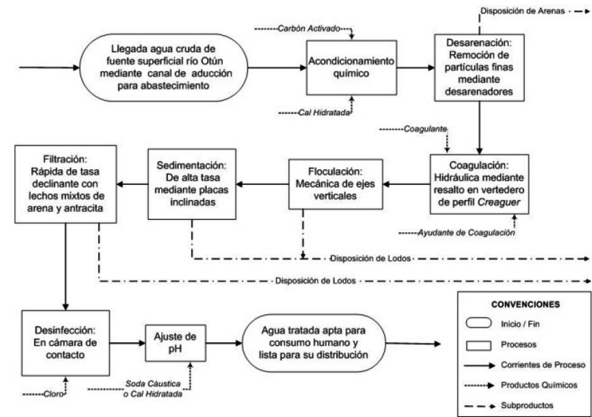 Disposición de Arenas
Llegada agua cruda de
fuente superficial río Otún
mediante canal de aducción
para abastecimiento
Carbón Activado
Acondicionamiento
químico
Cal Hidratada
Desarenación:
Remoción de
partículas finas
mediante
desarenadores
Coagulante
Filtración:
Rápida de tasa
declinante con
lechos mixtos de
arena y antracita
Sedimentación:
De alta tasa
mediante placas
inclinadas
Floculación:
Mecánica de ejes
verticales
Coagulación:
Hidráulica mediante
resalto en vertedero
de perfil Creaguer
Ayudante de Coagulación
Disposición de Lodos
Disposición de Lodos
Desinfección:
En cámara de
contacto
Cloro
Ajuste de
pH
Soda Cáustica
o Cal Hidratada
Agua tratada apta para
consumo humano y
lista para su distribución
CONVENCIONES
Inicio / Fin
Procesos
Corrientes de Proceso
Productos Químicos
Subproductos